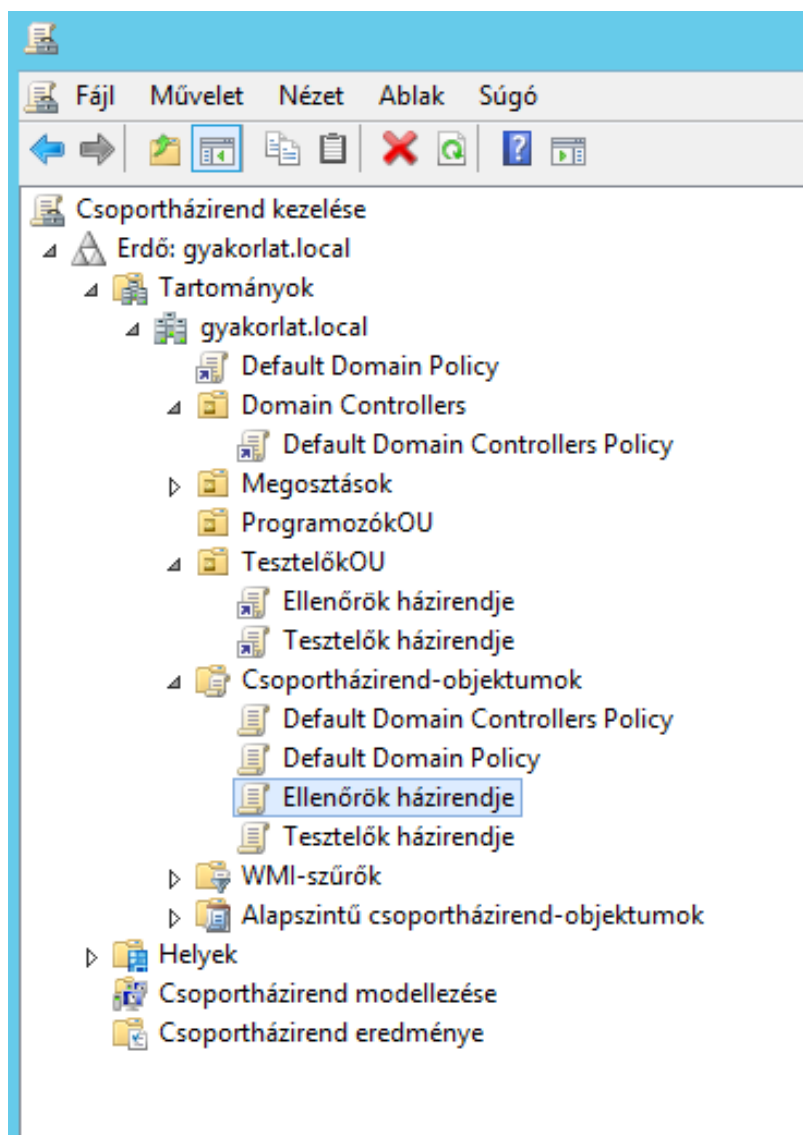 Fájl Művelet Nézet Ablak Súgó
Csoportházirend kezelése
Erdő: gyakorlat.local
Tartományok
gyakorlat.local
Default Domain Policy
Domain Controllers
Default Domain Controllers Policy
Megosztások
ProgramozókOU
TesztelőkOU
Ellenőrök házirendje
Tesztelők házirendje
Csoportházirend-objektumok
Default Domain Controllers Policy
Default Domain Policy
Ellenőrök házirendje
Tesztelők házirendje
WMI-szűrők
Alapszintű csoportházirend-objektumok
Helyek
Csoportházirend modellezése
Csoportházirend eredménye